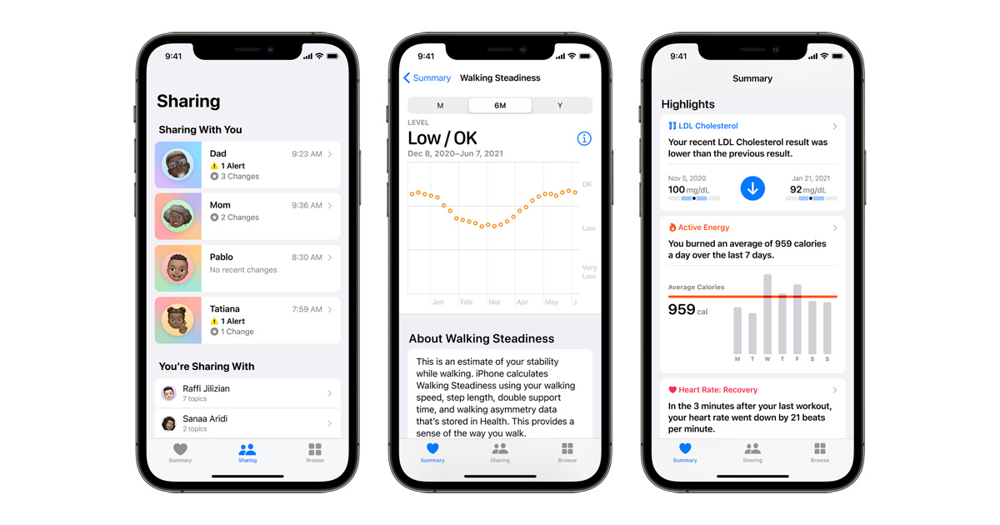 9:41
Sharing
Sharing With You
Dad 9:23 AM
1 Alert
3 Changes
Mom 9:36 AM
2 Changes
Pablo 8:30 AM
No recent changes
Tatiana 7:59 AM
1 Alert
1 Change
You're Sharing With
Raffi Jilizian
7 topics
Sanaa Aridi
2 topics
Summary Sharing Browse
9:41
Summary Walking Steadiness
M 6M Y
LEVEL
Low / OK
Dec 8, 2020–Jun 7, 2021
OK
Low
Very
Low
Jan Feb Mar Apr May J
About Walking Steadiness
This is an estimate of your stability
while walking. iPhone calculates
Walking Steadiness using your walking
speed, step length, double support
time, and walking asymmetry data
that's stored in Health. This provides a
sense of the way you walk.
Summary Sharing Browse
9:41
Summary
Highlights
LDL Cholesterol
Your recent LDL Cholesterol result was
lower than the previous result.
Nov 5, 2020 Jan 21, 2021
100 mg/dL 92 mg/dL
Active Energy
You burned an average of 959 calories
a day over the last 7 days.
Average Calories
959 cal
M T W T F S S
Heart Rate: Recovery
In the 3 minutes after your last workout,
your heart rate went down by 21 beats
per minute.
Summary Sharing Browse